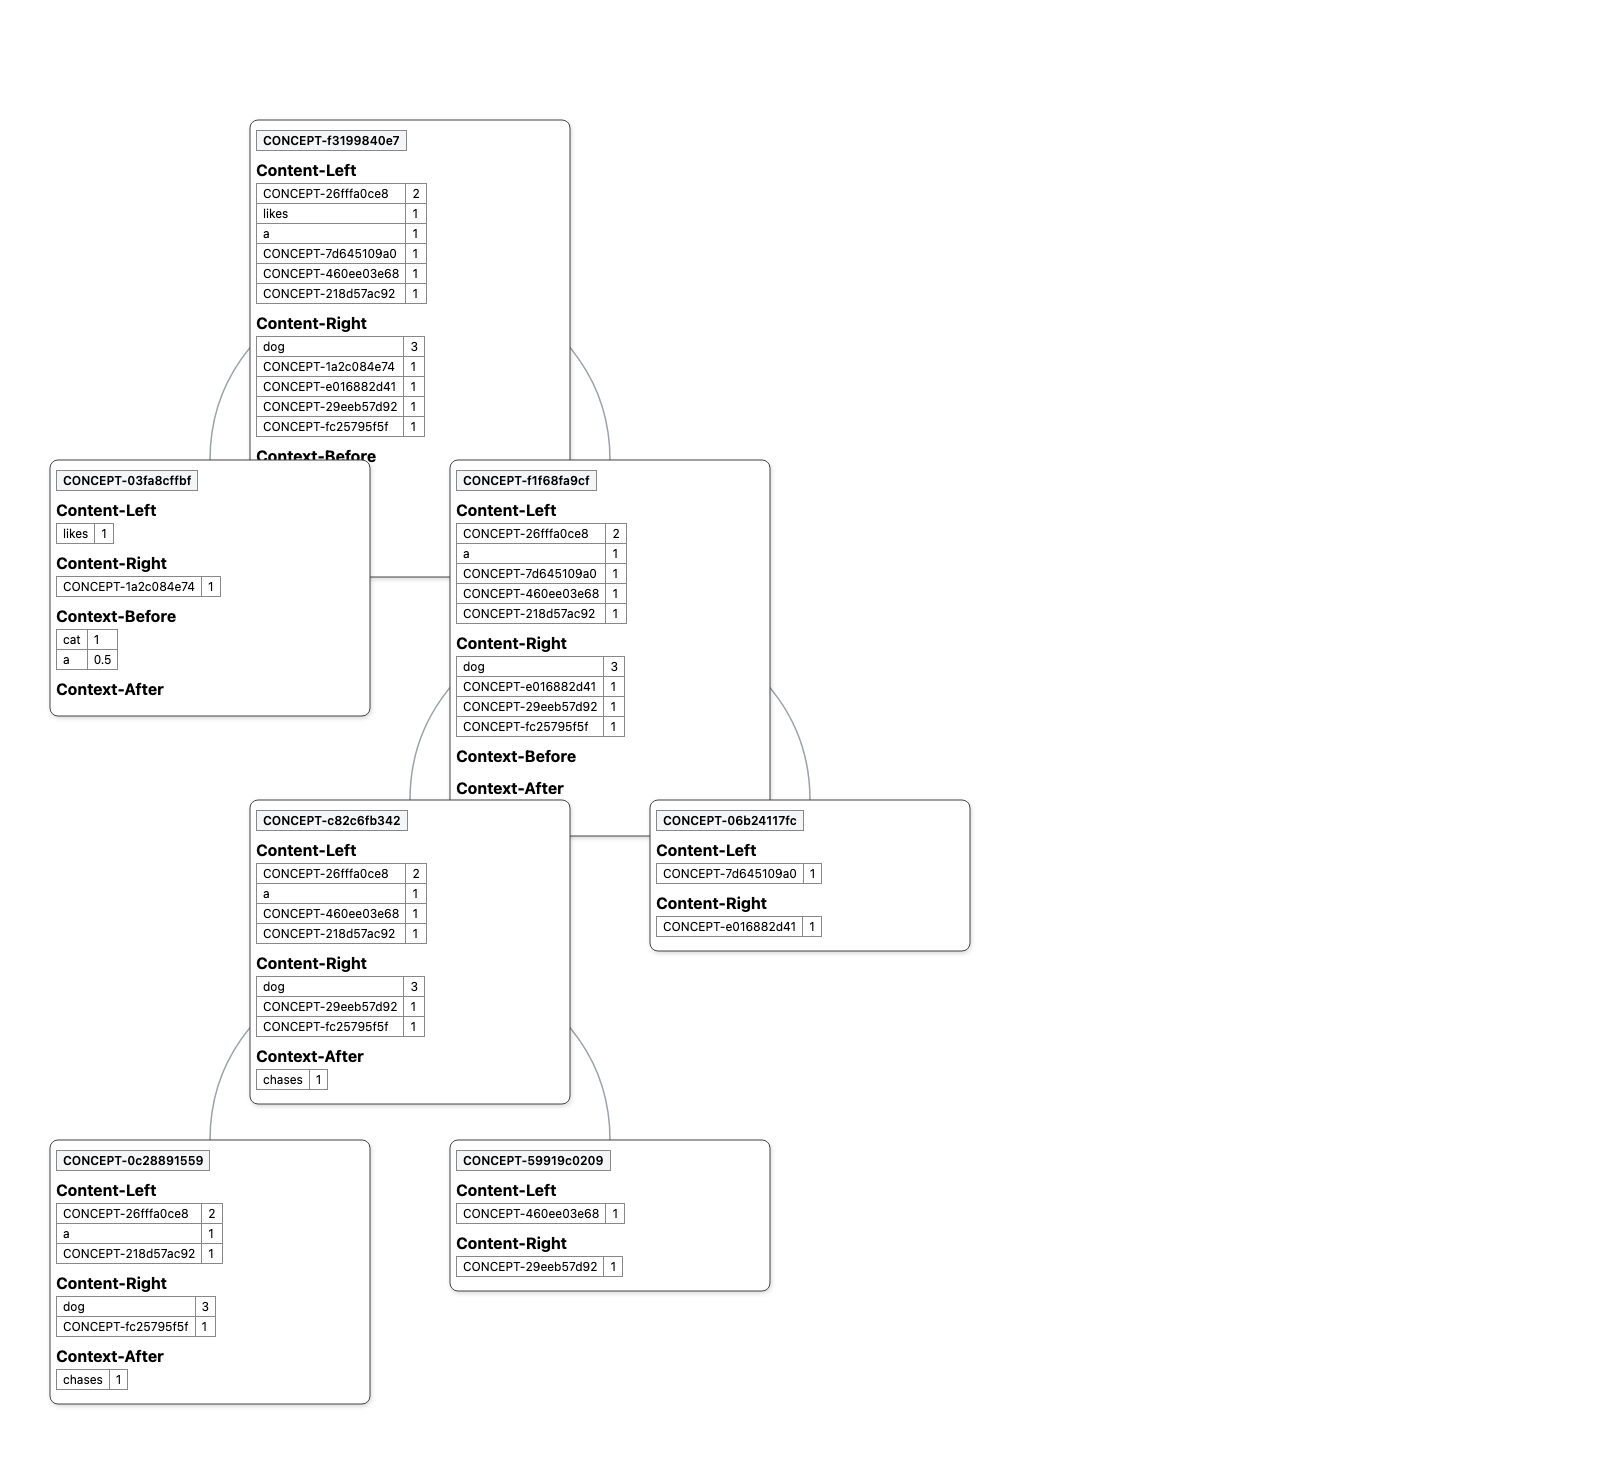 CONCEPT-f3199840e7
Content-Left
CONCEPT-26fffa0ce8 2
likes 1
a 1
CONCEPT-7d645109a0 1
CONCEPT-460ee03e68 1
CONCEPT-218d57ac92 1
Content-Right
dog 3
CONCEPT-1a2c084e74 1
CONCEPT-e016882d41 1
CONCEPT-29eeb57d92 1
CONCEPT-fc25795f5f 1
Context-Before
CONCEPT-03fa8cffbf
Content-Left
likes 1
Content-Right
CONCEPT-1a2c084e74 1
Context-Before
cat 1
a 0.5
Context-After
CONCEPT-f1f68fa9cf
Content-Left
CONCEPT-26fffa0ce8 2
a 1
CONCEPT-7d645109a0 1
CONCEPT-460ee03e68 1
CONCEPT-218d57ac92 1
Content-Right
dog 3
CONCEPT-e016882d41 1
CONCEPT-29eeb57d92 1
CONCEPT-fc25795f5f 1
Context-Before
Context-After
CONCEPT-c82c6fb342
Content-Left
CONCEPT-26fffa0ce8 2
a 1
CONCEPT-460ee03e68 1
CONCEPT-218d57ac92 1
Content-Right
dog 3
CONCEPT-29eeb57d92 1
CONCEPT-fc25795f5f 1
Context-After
chases 1
CONCEPT-06b24117fc
Content-Left
CONCEPT-7d645109a0 1
Content-Right
CONCEPT-e016882d41 1
CONCEPT-0c28891559
Content-Left
CONCEPT-26fffa0ce8 2
a 1
CONCEPT-218d57ac92 1
Content-Right
dog 3
CONCEPT-fc25795f5f 1
Context-After
chases 1
CONCEPT-59919c0209
Content-Left
CONCEPT-460ee03e68 1
Content-Right
CONCEPT-29eeb57d92 1